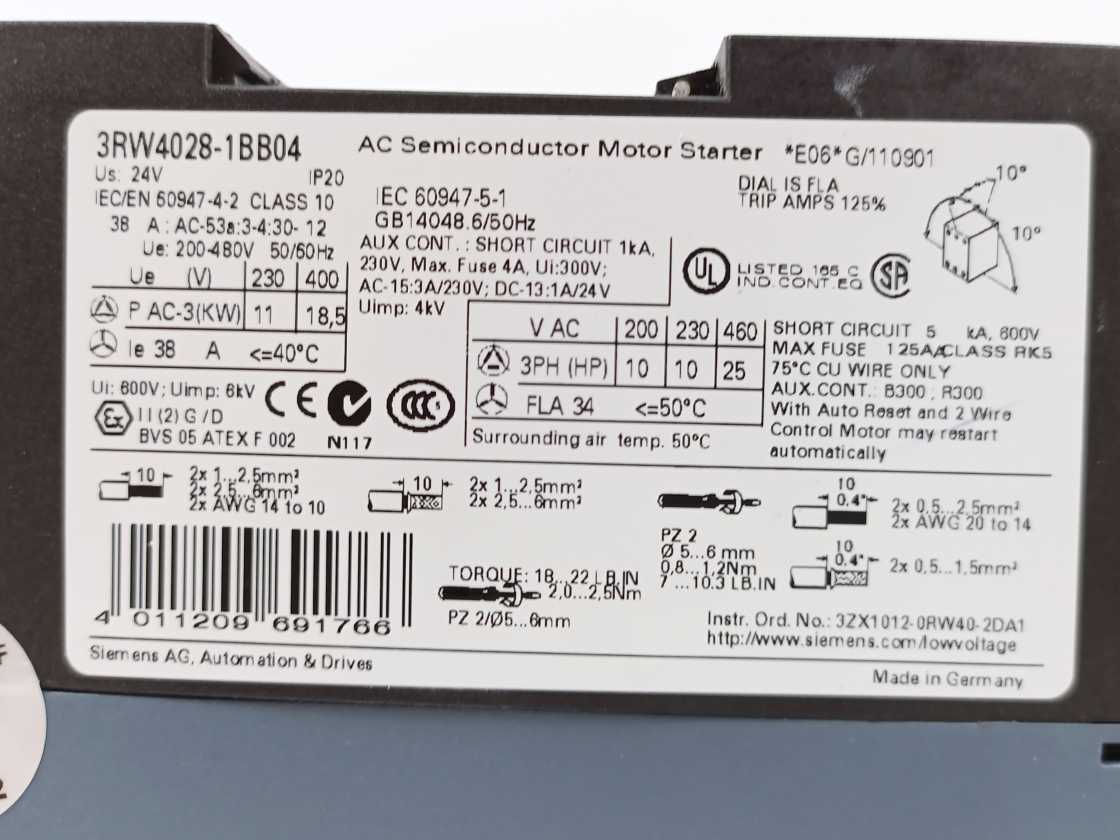 3RW4028-1BB04
AC Semiconductor Motor Starter *E06*G/110901
Us: 24V IP20
IEC/EN 60947-4-2 CLASS 10
38 A : AC-53a:3-4:30- 12
Ue: 200-480V 50/60Hz
Ue (V) 230 400
P AC-3(KW) 11 18,5
Ie 38 A <=40°C
Ui: 600V; Uimp: 6kV
CE N117 CCC S
Ex II (2) G / D
BVS 05 ATEX F 002
IEC 60947-5-1
GB14048.6/50Hz
AUX CONT. : SHORT CIRCUIT 1kA,
230V, Max. Fuse 4A, Ui:300V;
AC-15:3A/230V; DC-13:1A/24V
Uimp: 4kV
DIAL IS FLA
TRIP AMPS 125%
10°
10°
UL LISTED 165 C
IND.CONT.EQ
SA
V AC 200 230 460
3PH (HP) 10 10 25
FLA 34 <=50°C
Surrounding air temp. 50°C
SHORT CIRCUIT 5 kA, 600V
MAX FUSE 125AA/CLASS RK5
75°C CU WIRE ONLY
AUX.CONT.: B300 ; R300
With Auto Reset and 2 Wire
Control Motor may restart
automatically
10
2x 1...2,5mm²
2x 2,5...6mm²
2x AWG 14 to 10
10
2x 1...2,5mm²
2x 2,5...6mm²
PZ 2
Ø 5...6 mm
0,8...1,2Nm
7 ...10.3 LB.IN
10
0.4"
2x 0,5...2,5mm²
2x AWG 20 to 14
10
0.4"
2x 0,5...1,5mm²
TORQUE: 18...22 LB.IN
2,0...2,5Nm
PZ 2/Ø5...6mm
4 011209 691766
Instr. Ord. No.: 3ZX1012-0RW40-2DA1
http://www.siemens.com/lowvoltage
Siemens AG, Automation & Drives
Made in Germany